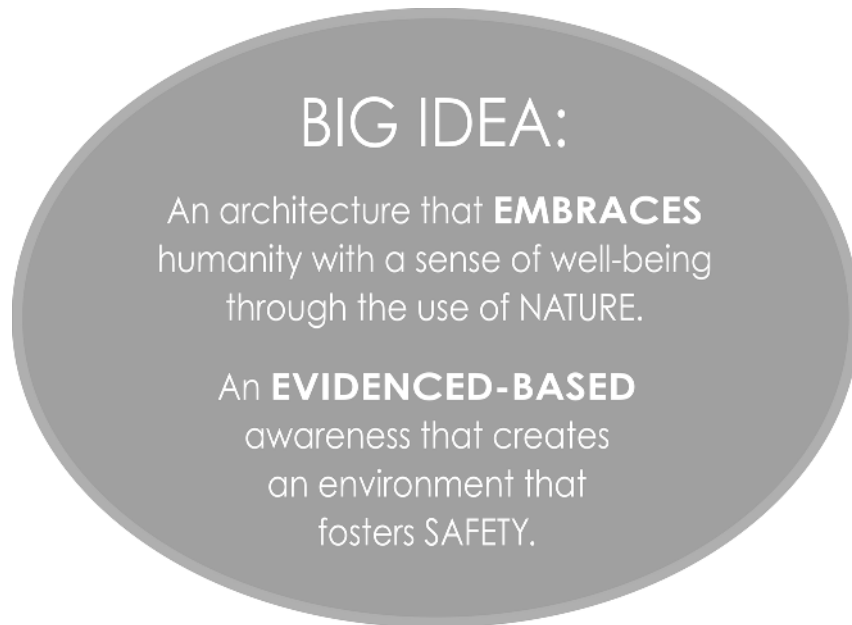 BIG IDEA:
An architecture that EMBRACES
humanity with a sense of well-being
through the use of NATURE.
An EVIDENCED-BASED
awareness that creates
an environment that
fosters SAFETY.